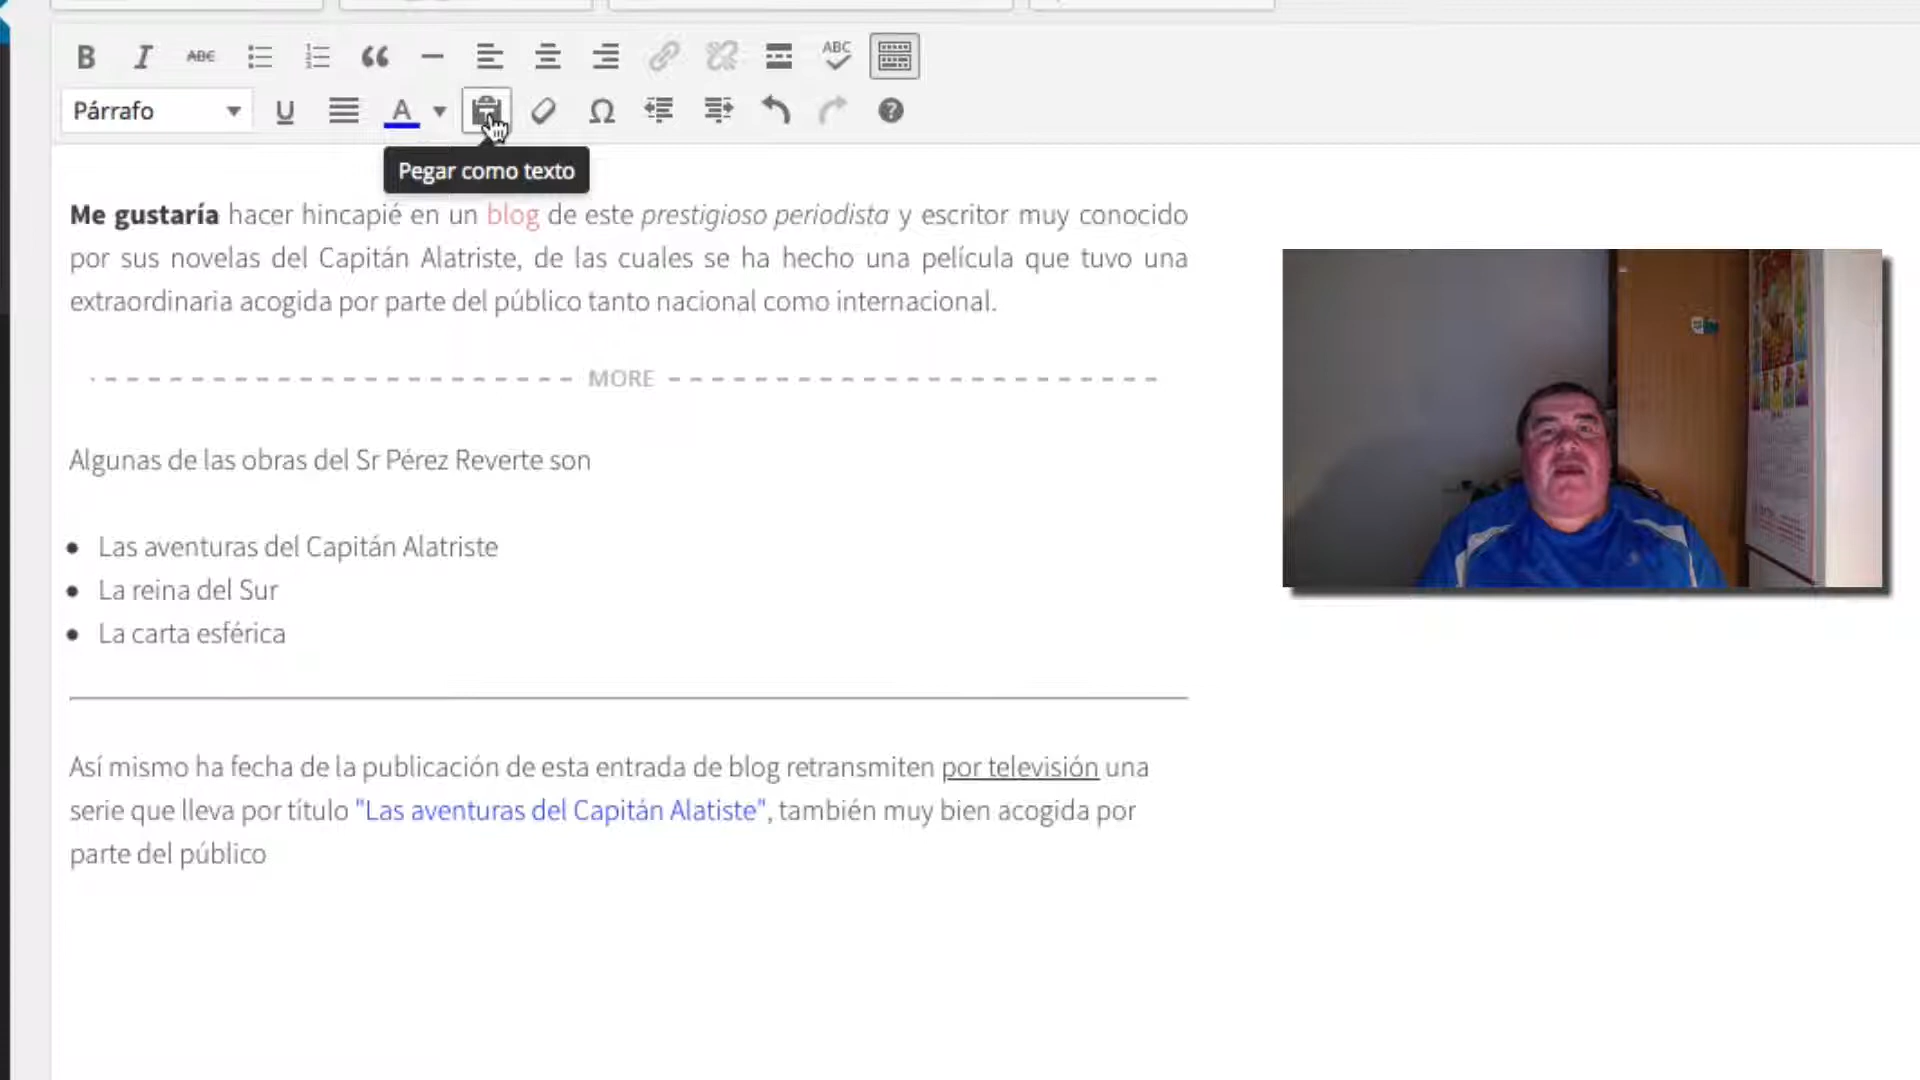 B I ABC ABC
Párrafo U A Ω ?
Pegar como texto
Me gustaría hacer hincapié en un blog de este prestigioso periodista y escritor muy conocido
por sus novelas del Capitán Alatriste, de las cuales se ha hecho una película que tuvo una
extraordinaria acogida por parte del público tanto nacional como internacional.
MORE
Algunas de las obras del Sr Pérez Reverte son
Las aventuras del Capitán Alatriste
La reina del Sur
La carta esférica
Así mismo ha fecha de la publicación de esta entrada de blog retransmiten por televisión una
serie que lleva por título "Las aventuras del Capitán Alatiste", también muy bien acogida por
parte del público